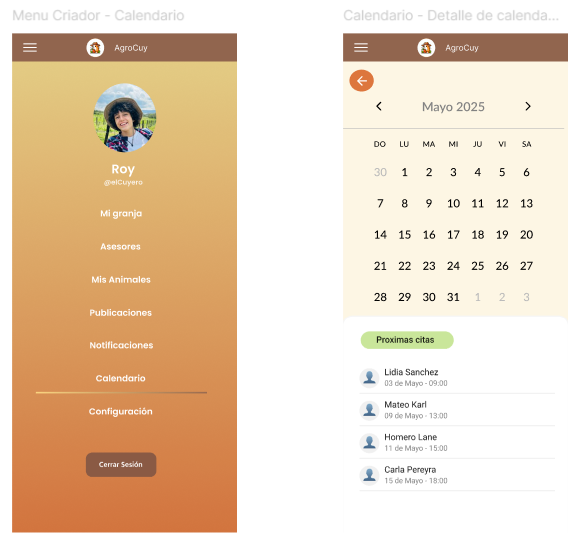 Menu Criador - Calendario
AgroCuy
Roy
@elCuyero
Mi granja
Asesores
Mis Animales
Publicaciones
Notificaciones
Calendario
Configuración
Cerrar Sesión
Calendario - Detalle de calenda...
AgroCuy
Mayo 2025
DO LU MA MI JU VI SA
30 1 2 3 4 5 6
7 8 9 10 11 12 13
14 15 16 17 18 19 20
21 22 23 24 25 26 27
28 29 30 31 1 2 3
Proximas citas
Lidia Sanchez
03 de Mayo - 09:00
Mateo Karl
09 de Mayo - 13:00
Homero Lane
11 de Mayo - 15:00
Carla Pereyra
15 de Mayo - 18:00